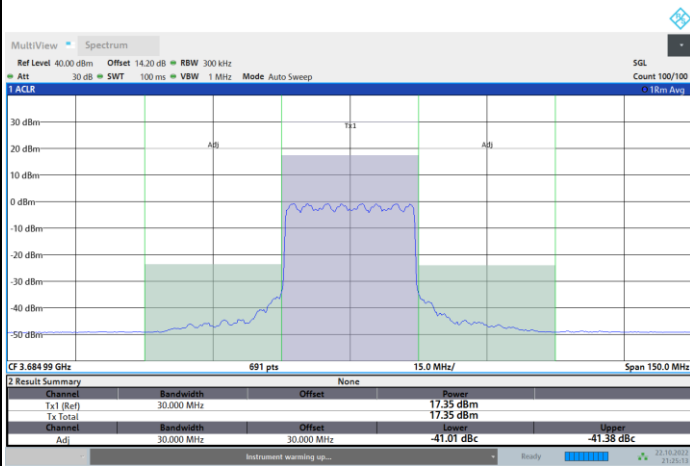 MultiView Spectrum
Ref Level 40.00 dBm Offset 14.20 dB RBW 300 kHz SGL
Att 30 dB SWT 100 ms VBW 1 MHz Mode Auto Sweep Count 100/100
1 ACLR 1Rm Avg
30 dBm
Tx1
20 dBm
Adj Adj
10 dBm
0 dBm
-10 dBm
-20 dBm
-30 dBm
-40 dBm
-50 dBm
CF 3.684 99 GHz 691 pts 15.0 MHz/ Span 150.0 MHz
2 Result Summary None
Channel Bandwidth Offset Power
Tx1 (Ref) 30.000 MHz 17.35 dBm
Tx Total 17.35 dBm
Channel Bandwidth Offset Lower Upper
Adj 30.000 MHz 30.000 MHz -41.01 dBc -41.38 dBc
Instrument warming up... Ready 22.10.2022
21:25:13